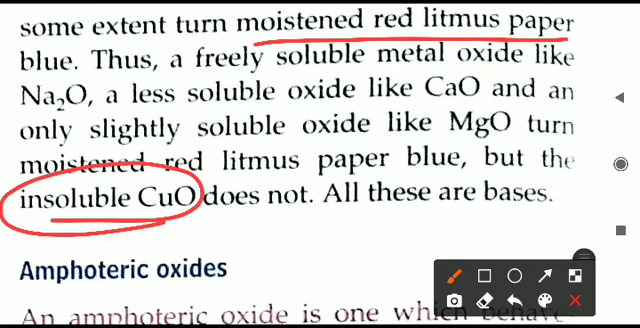 some extent turn moistened red litmus paper
blue. Thus, a freely soluble metal oxide like
Na₂O, a less soluble oxide like CaO and an
only slightly soluble oxide like MgO turn
moistened red litmus paper blue, but the
insoluble CuO does not. All these are bases.
Amphoteric oxides
An amphoteric oxide is one which behave